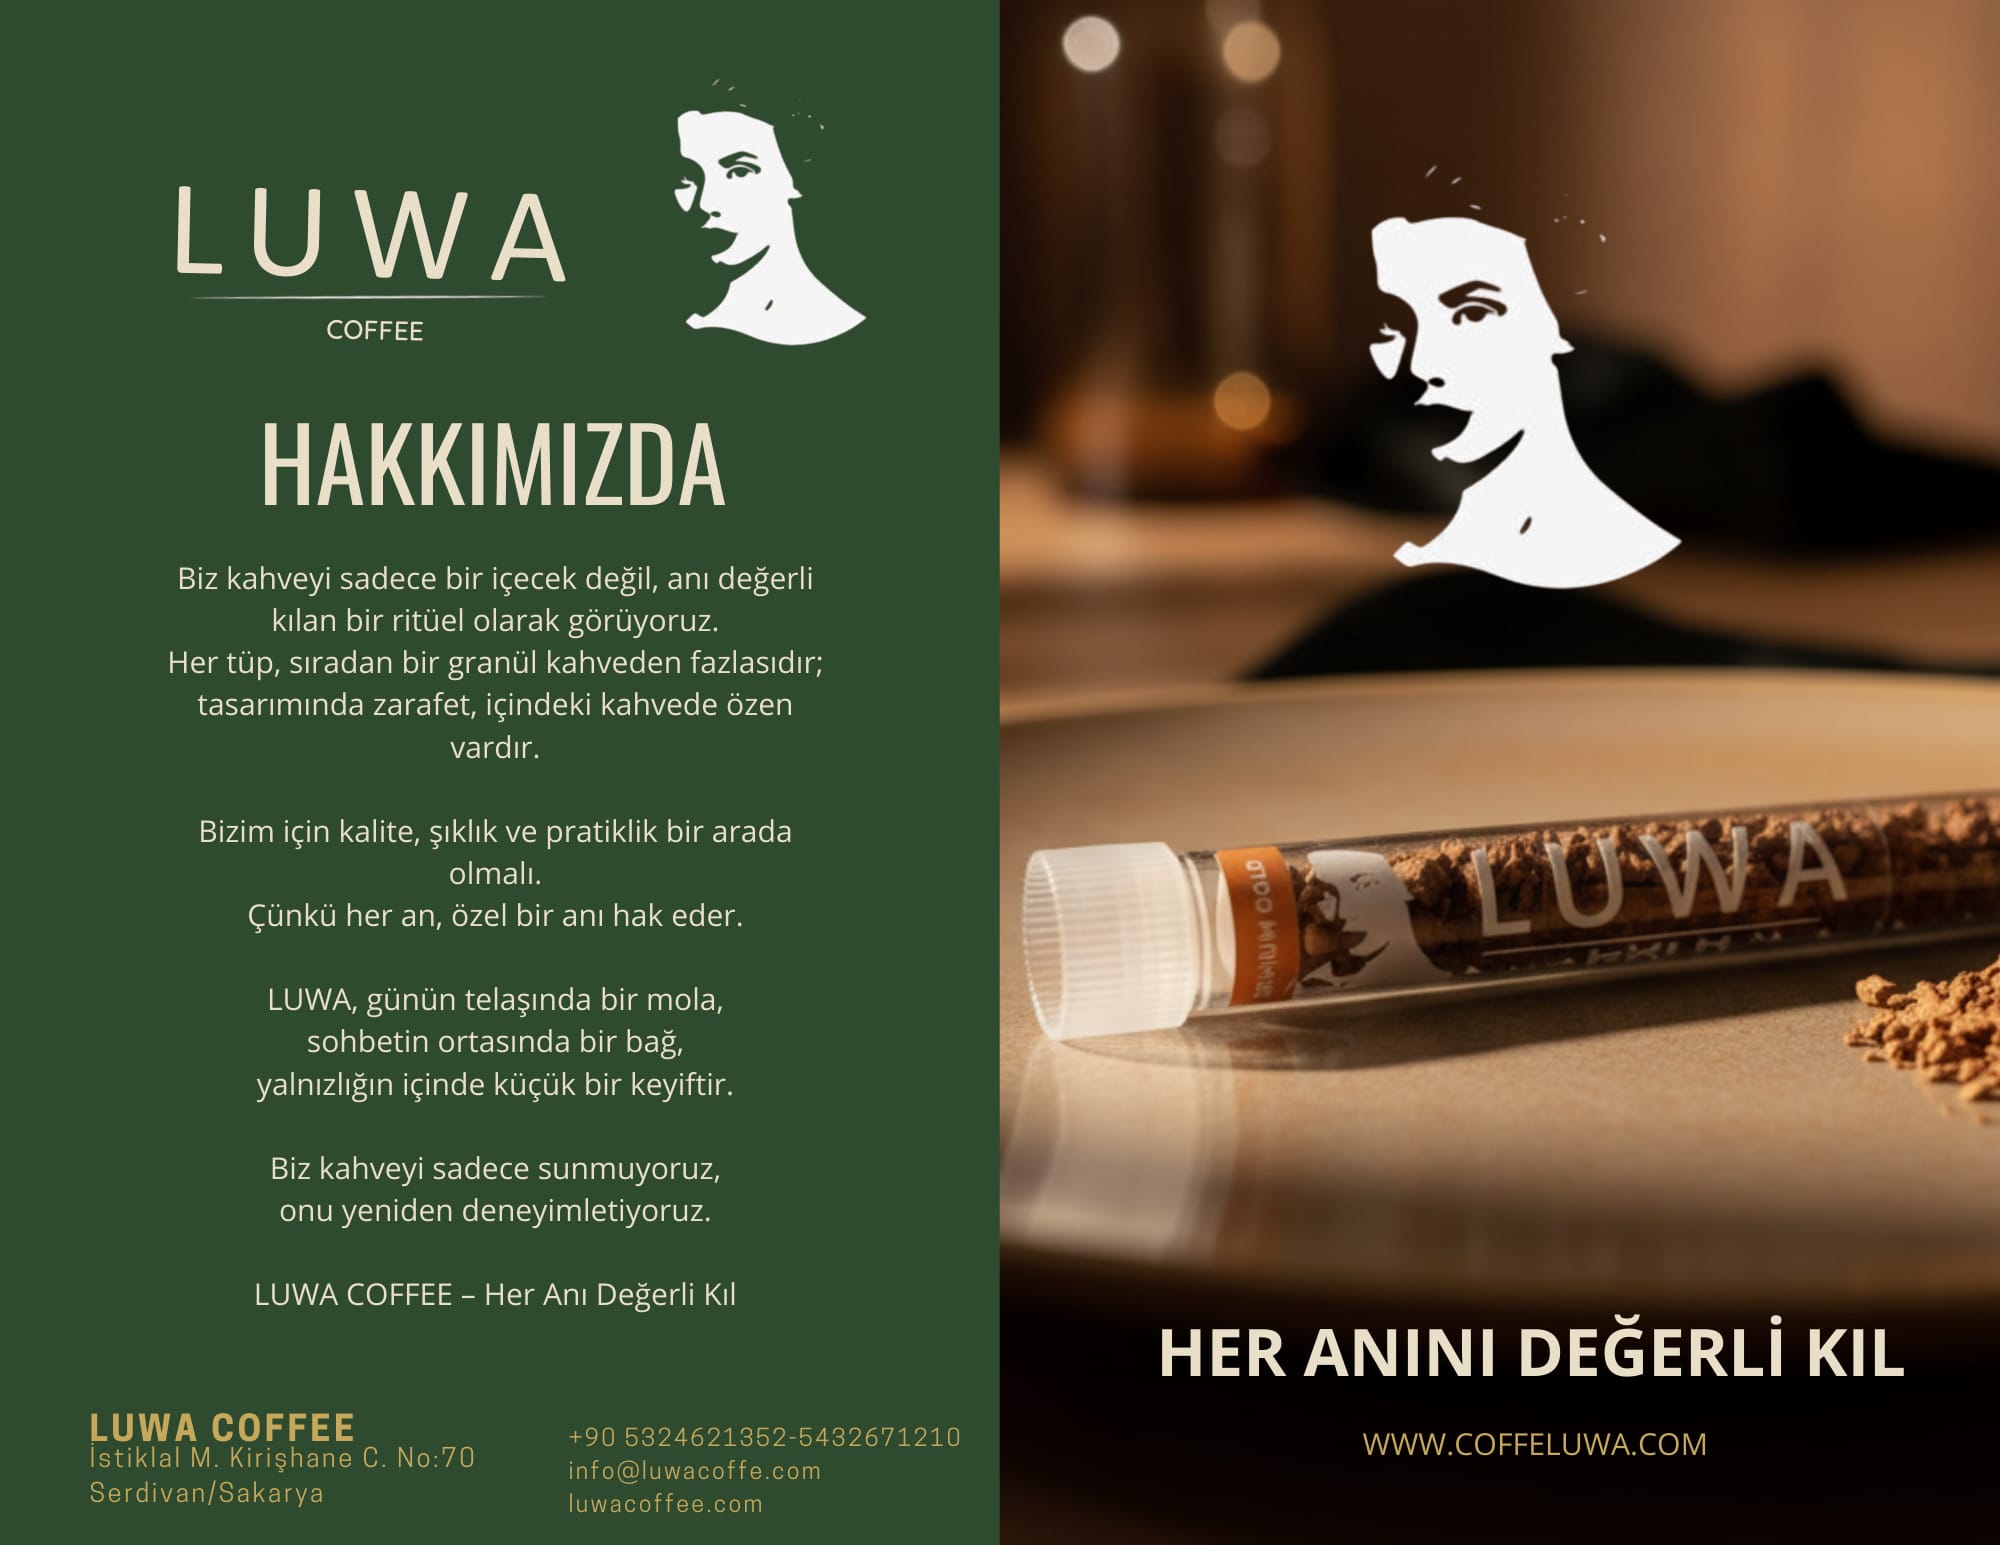 LUWA
COFFEE
HAKKIMIZDA
Biz kahveyi sadece bir içecek değil, anı değerli
kılan bir ritüel olarak görüyoruz.
Her tüp, sıradan bir granül kahveden fazlasıdır;
tasarımında zarafet, içindeki kahvede özen
vardır.
Bizim için kalite, şıklık ve pratiklik bir arada
olmalı.
Çünkü her an, özel bir anı hak eder.
LUWA, günün telaşında bir mola,
sohbetin ortasında bir bağ,
yalnızlığın içinde küçük bir keyiftir.
Biz kahveyi sadece sunmuyoruz,
onu yeniden deneyimletiyoruz.
LUWA COFFEE – Her Anı Değerli Kıl
LUWA COFFEE
İstiklal M. Kirişhane C. No:70
Serdivan/Sakarya
+90 5324621352-5432671210
info@luwacoffe.com
luwacoffee.com
COLD
LUWA
HER ANINI DEĞERLİ KIL
WWW.COFFELUWA.COM